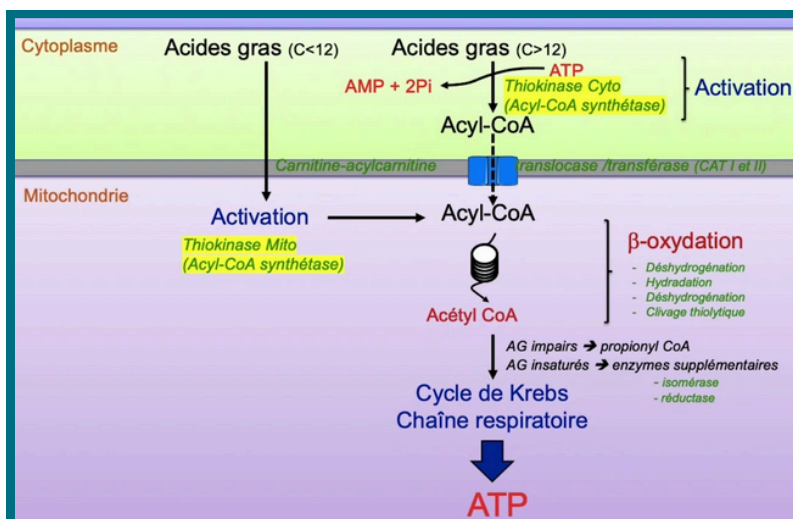 Cytoplasme
Acides gras (C<12)
Acides gras (C>12)
ATP
AMP + 2Pi
Thiokinase Cyto
(Acyl-CoA synthétase)
Activation
Acyl-CoA
Carnitine-acylcarnitine translocase /transférase (CAT I et II)
Mitochondrie
Activation
Acyl-CoA
Thiokinase Mito
(Acyl-CoA synthétase)
β-oxydation
- Déshydrogénation
- Hydradation
- Déshydrogénation
- Clivage thiolytique
Acétyl CoA
AG impairs ➔ propionyl CoA
AG insaturés ➔ enzymes supplémentaires
- isomérase
- réductase
Cycle de Krebs
Chaîne respiratoire
ATP